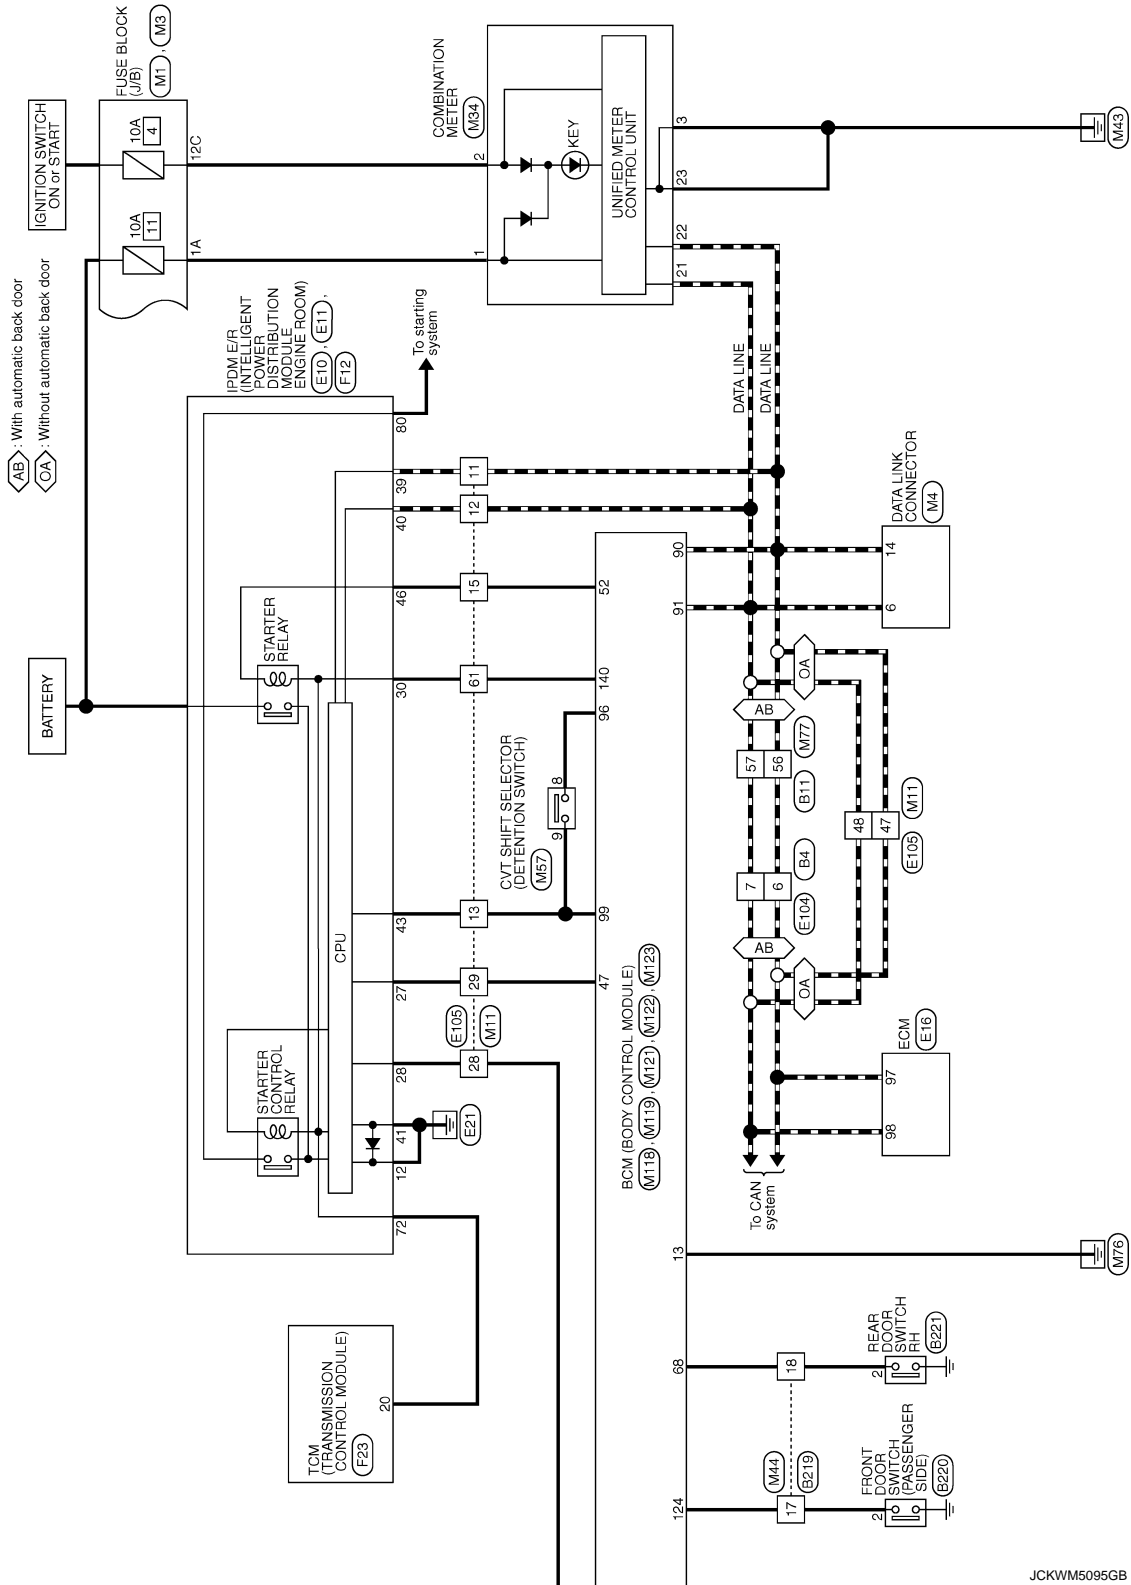 AB : With automatic back door
OA : Without automatic back door
IGNITION SWITCH
ON or START
FUSE BLOCK
(J/B)
M1 , M3
10A
4
10A
11
12C
1A
BATTERY
COMBINATION
METER
M34
2
1
KEY
UNIFIED METER
CONTROL UNIT
3
23
22
21
M43
IPDM E/R
(INTELLIGENT
POWER
DISTRIBUTION
MODULE
ENGINE ROOM)
E10 , E11 ,
F12
To starting
system
80
39
40
46
30
43
27
28
41
12
72
STARTER
RELAY
STARTER
CONTROL
RELAY
CPU
E21
11
12
15
61
13
29
28
E105
M11
DATA LINE
DATA LINE
DATA LINK
CONNECTOR
M4
14
6
90
91
52
140
96
99
47
CVT SHIFT SELECTOR
(DETENTION SWITCH)
M57
8
9
BCM (BODY CONTROL MODULE)
M118 , M119 , M121 , M122 , M123
OA
AB
57
56
M77
B11
7
6
B4
E104
AB
OA
48
47
M11
E105
ECM
E16
97
98
To CAN
system
TCM
(TRANSMISSION
CONTROL MODULE)
F23
20
13
M76
68
18
REAR
DOOR
SWITCH
RH
B221
2
124
17
M44
B219
FRONT
DOOR
SWITCH
(PASSENGER
SIDE)
B220
2
JCKWM5095GB